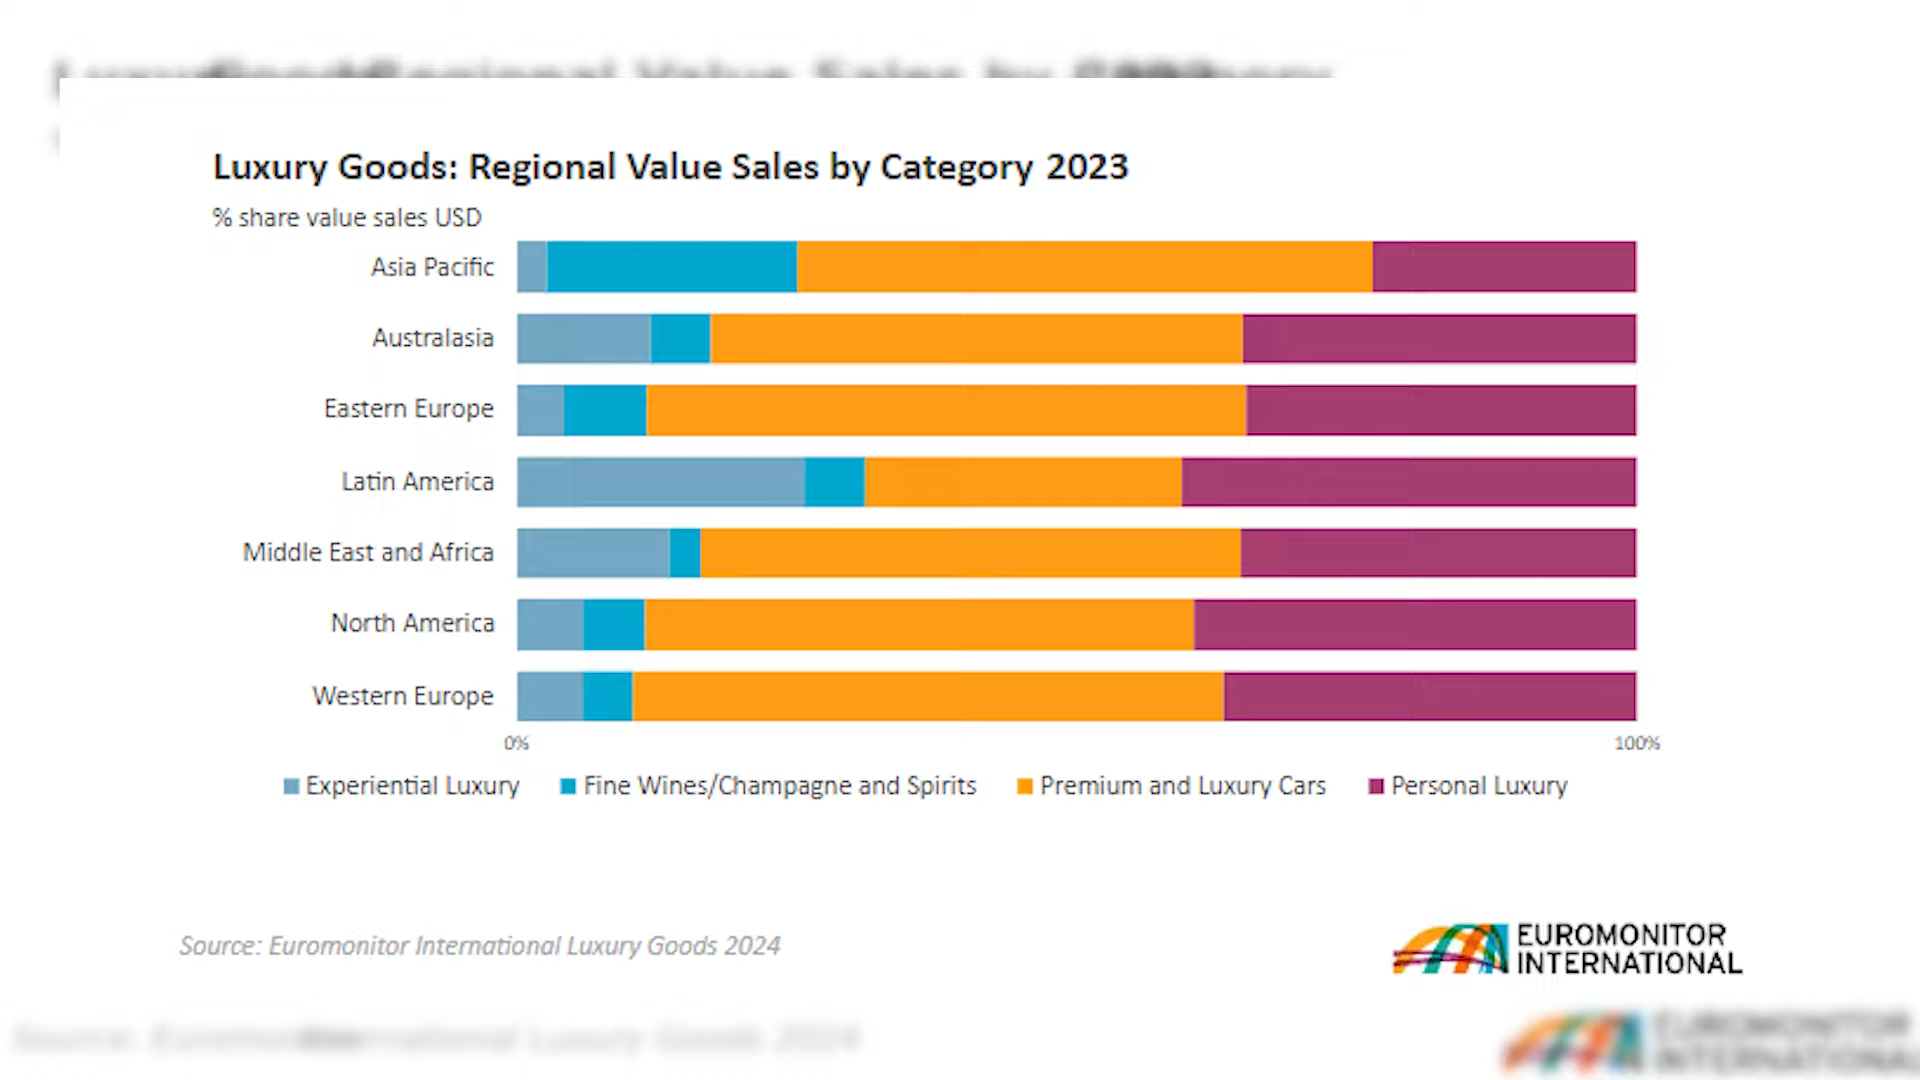 Luxury Goods: Regional Value Sales by Category 2023
% share value sales USD
Asia Pacific
Australasia
Eastern Europe
Latin America
Middle East and Africa
North America
Western Europe
0% 100%
Experiential Luxury Fine Wines/Champagne and Spirits Premium and Luxury Cars Personal Luxury
Source: Euromonitor International Luxury Goods 2024
EUROMONITOR
INTERNATIONAL